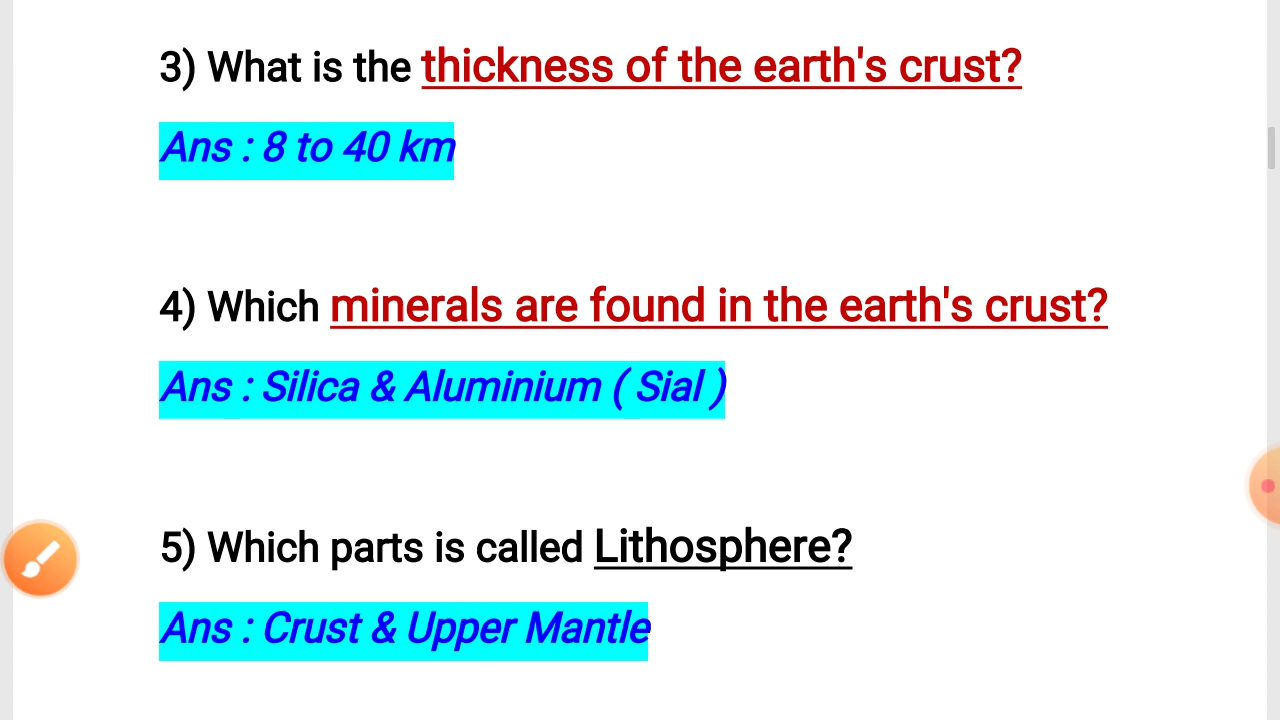 3) What is the thickness of the earth's crust?
Ans : 8 to 40 km
4) Which minerals are found in the earth's crust?
Ans : Silica & Aluminium ( Sial )
5) Which parts is called Lithosphere?
Ans : Crust & Upper Mantle